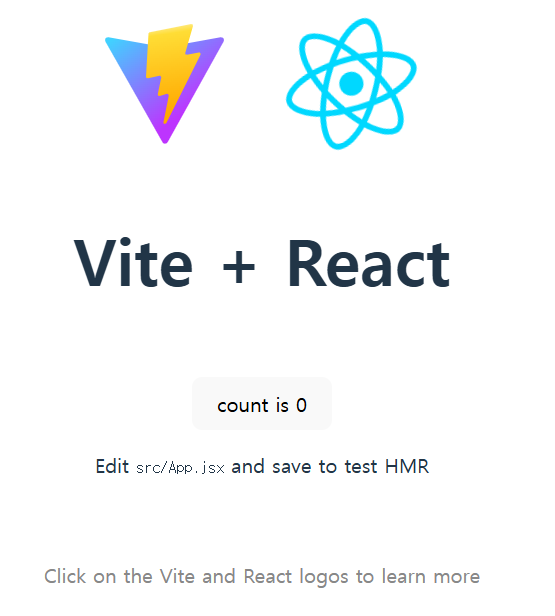 Vite + React
count is 0
Edit src/App.jsx and save to test HMR
Click on the Vite and React logos to learn more